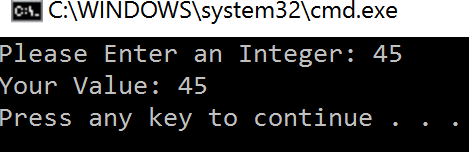 C:\WINDOWS\system32\cmd.exe
Please Enter an Integer: 45
Your Value: 45
Press any key to continue . . .